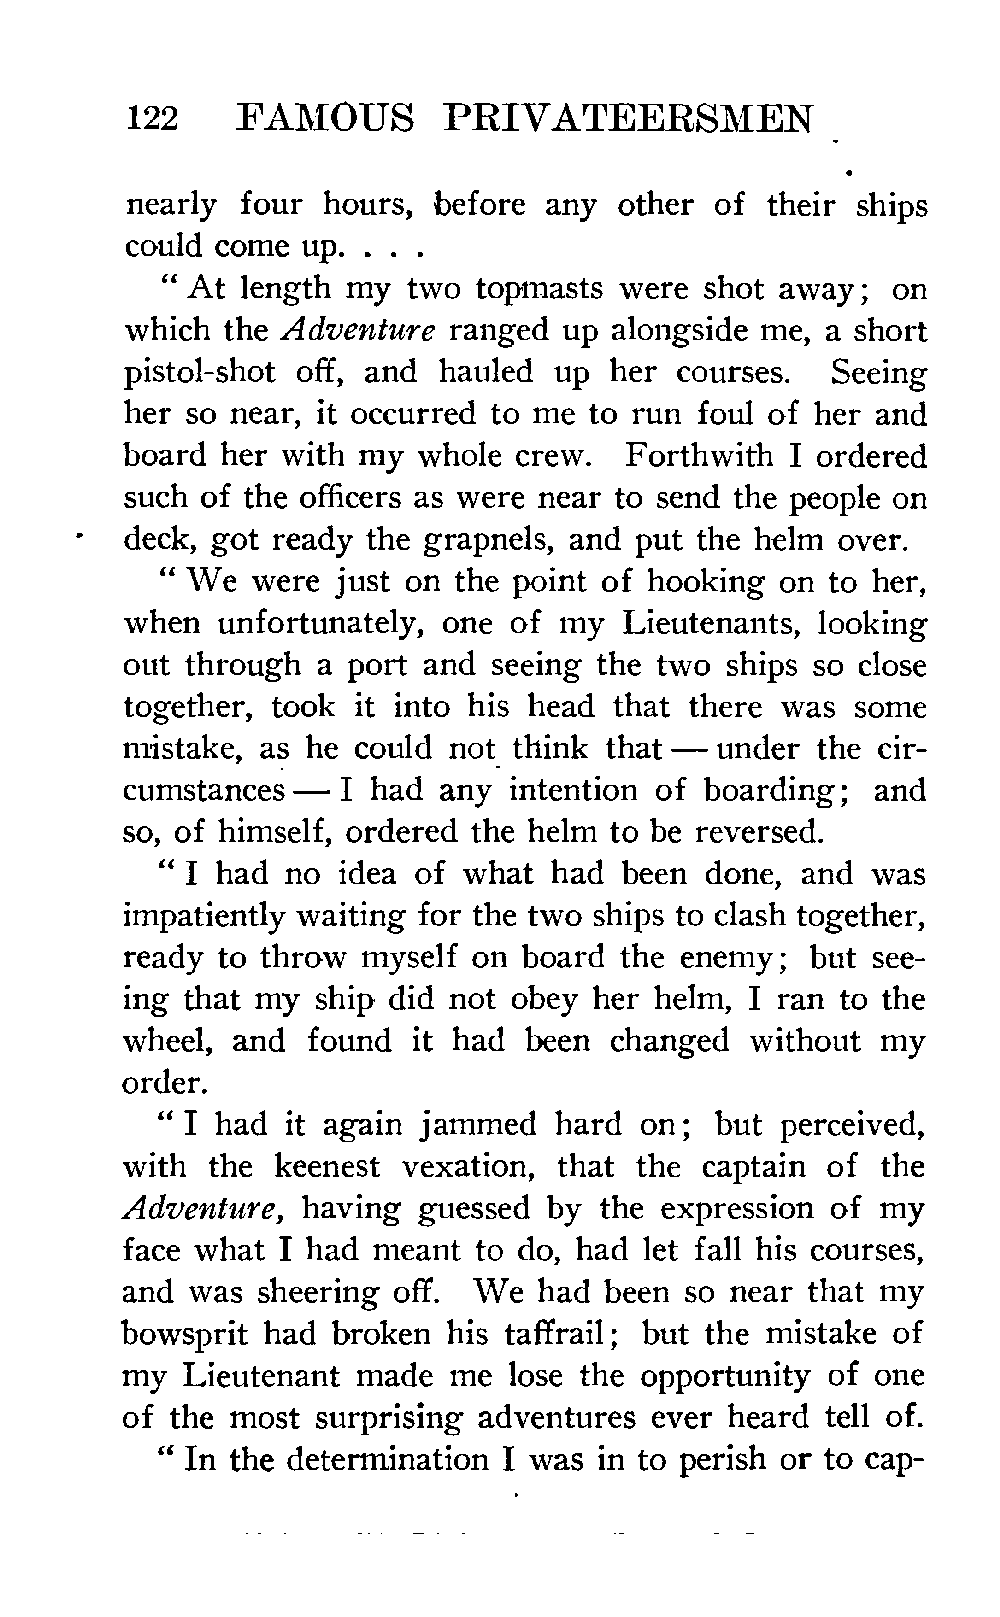 122 FAMOUS PRIVATEERSMEN
nearly four hours, before any other of their ships
could come up. . . .
“ At length my two topmasts were shot away; on
which the Adventure ranged up alongside me, a short
pistol-shot off, and hauled up her courses. Seeing
her so near, it occurred to me to run foul of her and
board her with my whole crew. Forthwith I ordered
such of the officers as were near to send the people on
deck, got ready the grapnels, and put the helm over.
“ We were just on the point of hooking on to her,
when unfortunately, one of my Lieutenants, looking
out through a port and seeing the two ships so close
together, took it into his head that there was some
mistake, as he could not think that — under the cir-
cumstances — I had any intention of boarding; and
so, of himself, ordered the helm to be reversed.
“ I had no idea of what had been done, and was
impatiently waiting for the two ships to clash together,
ready to throw myself on board the enemy; but see-
ing that my ship did not obey her helm, I ran to the
wheel, and found it had been changed without my
order.
“ I had it again jammed hard on; but perceived,
with the keenest vexation, that the captain of the
Adventure, having guessed by the expression of my
face what I had meant to do, had let fall his courses,
and was sheering off. We had been so near that my
bowsprit had broken his taffrail; but the mistake of
my Lieutenant made me lose the opportunity of one
of the most surprising adventures ever heard tell of.
“ In the determination I was in to perish or to cap-